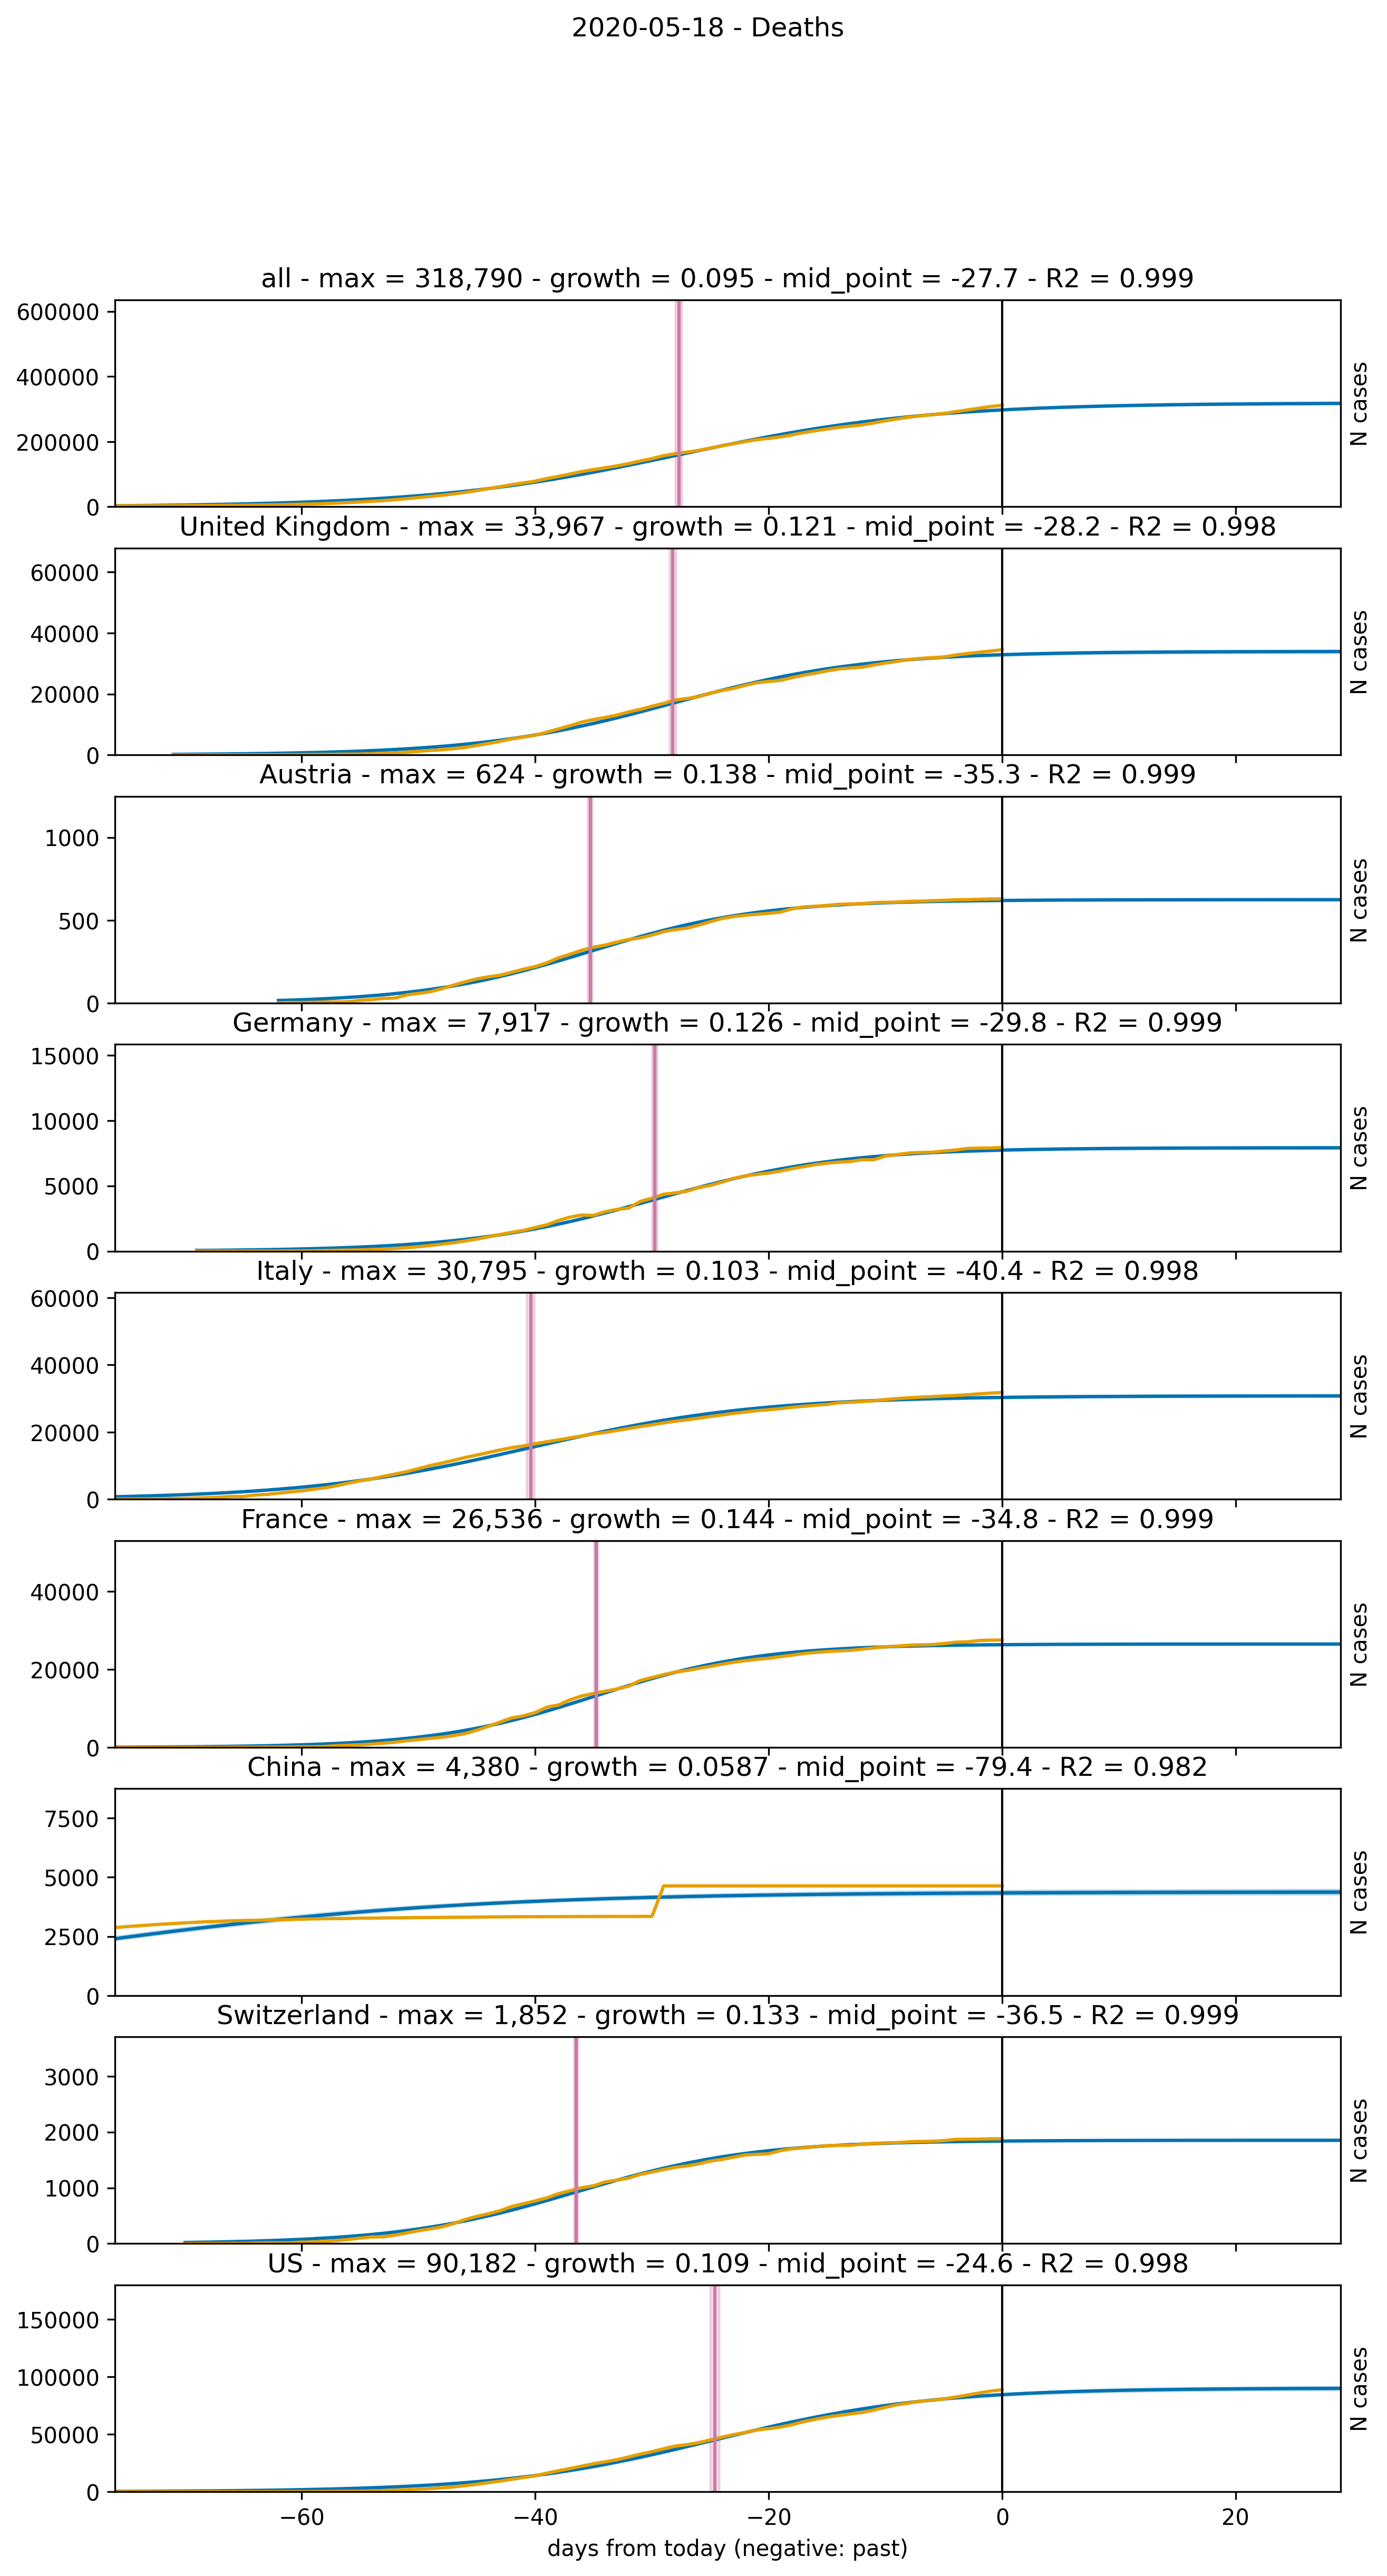 2020-05-18 - Deaths
all - max = 318,790 - growth = 0.095 - mid_point = -27.7 - R2 = 0.999
600000
400000
200000
0
N cases
United Kingdom - max = 33,967 - growth = 0.121 - mid_point = -28.2 - R2 = 0.998
60000
40000
20000
0
N cases
Austria - max = 624 - growth = 0.138 - mid_point = -35.3 - R2 = 0.999
1000
500
0
N cases
Germany - max = 7,917 - growth = 0.126 - mid_point = -29.8 - R2 = 0.999
15000
10000
5000
0
N cases
Italy - max = 30,795 - growth = 0.103 - mid_point = -40.4 - R2 = 0.998
60000
40000
20000
0
N cases
France - max = 26,536 - growth = 0.144 - mid_point = -34.8 - R2 = 0.999
40000
20000
0
N cases
China - max = 4,380 - growth = 0.0587 - mid_point = -79.4 - R2 = 0.982
7500
5000
2500
0
N cases
Switzerland - max = 1,852 - growth = 0.133 - mid_point = -36.5 - R2 = 0.999
3000
2000
1000
0
N cases
US - max = 90,182 - growth = 0.109 - mid_point = -24.6 - R2 = 0.998
150000
100000
50000
0
N cases
−60 −40 −20 0 20
days from today (negative: past)